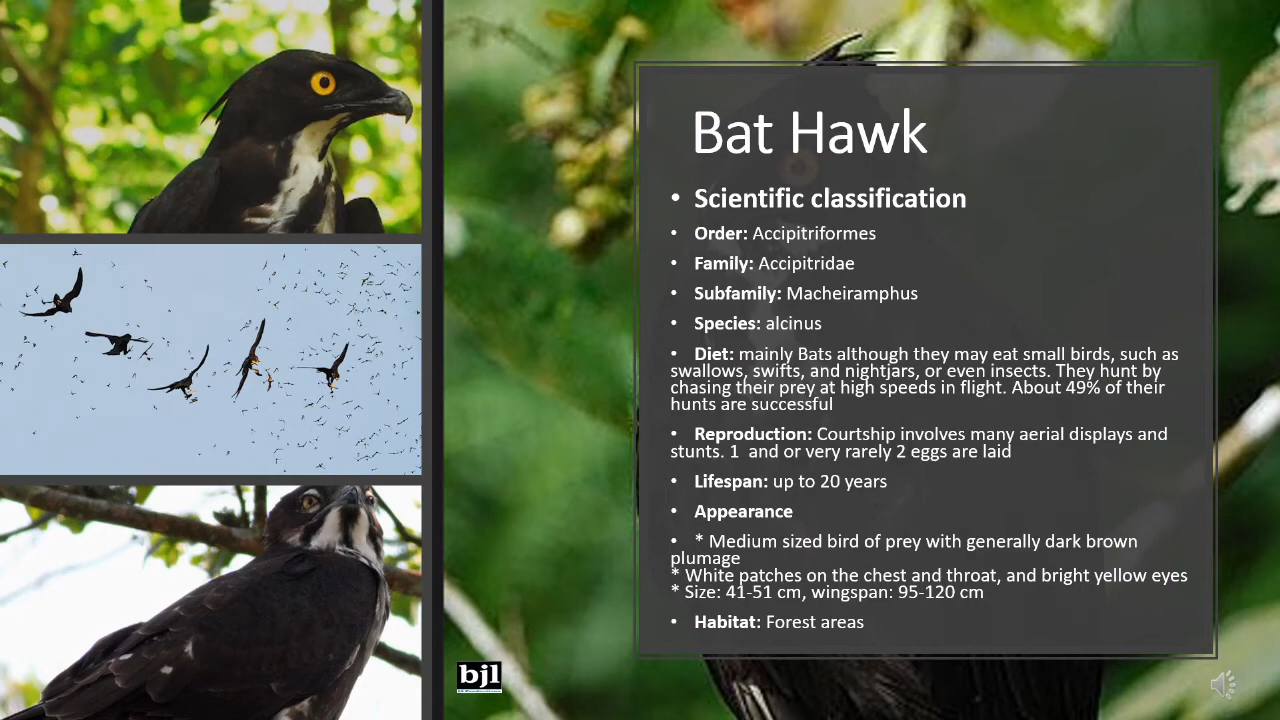 Bat Hawk
• Scientific classification
• Order: Accipitriformes
• Family: Accipitridae
• Subfamily: Macheiramphus
• Species: alcinus
• Diet: mainly Bats although they may eat small birds, such as
swallows, swifts, and nightjars, or even insects. They hunt by
chasing their prey at high speeds in flight. About 49% of their
hunts are successful
• Reproduction: Courtship involves many aerial displays and
stunts. 1 and or very rarely 2 eggs are laid
• Lifespan: up to 20 years
• Appearance
• * Medium sized bird of prey with generally dark brown
plumage
* White patches on the chest and throat, and bright yellow eyes
* Size: 41-51 cm, wingspan: 95-120 cm
• Habitat: Forest areas
bjl